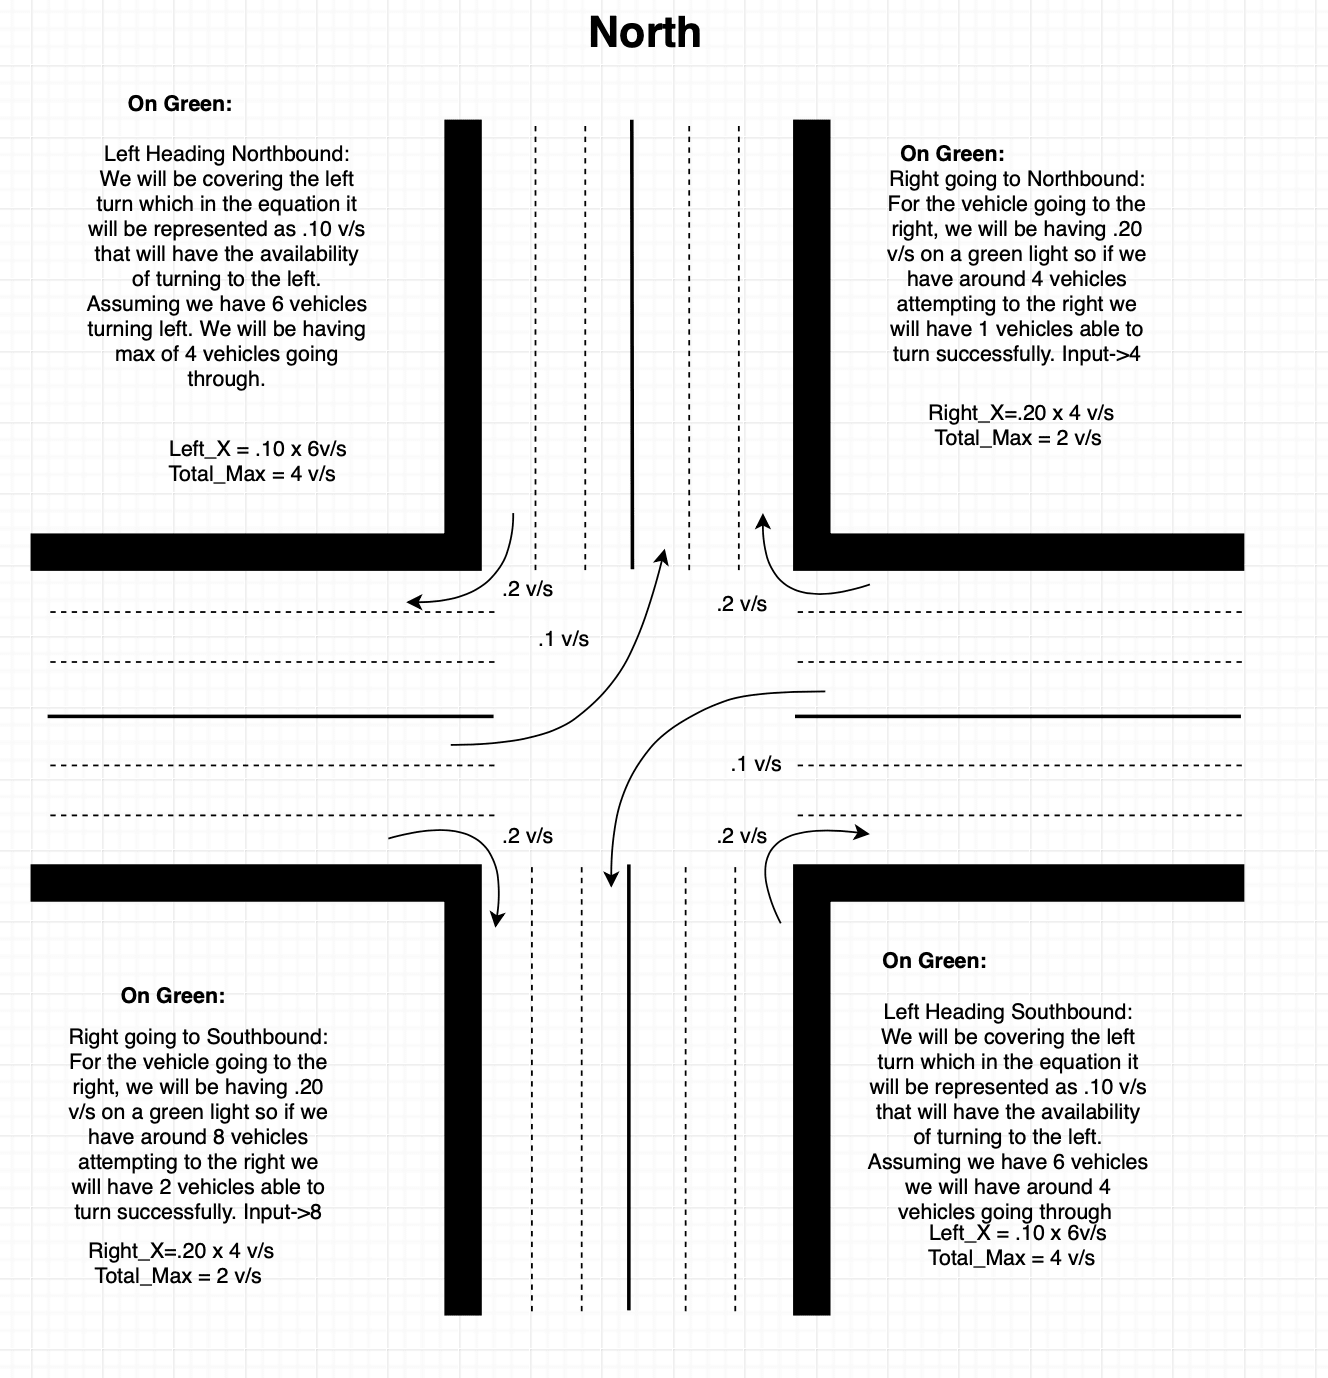 North
On Green:
Left Heading Northbound:
We will be covering the left
turn which in the equation it
will be represented as .10 v/s
that will have the availability
of turning to the left.
Assuming we have 6 vehicles
turning left. We will be having
max of 4 vehicles going
through.
Left_X = .10 x 6v/s
Total_Max = 4 v/s
On Green:
Right going to Northbound:
For the vehicle going to the
right, we will be having .20
v/s on a green light so if we
have around 4 vehicles
attempting to the right we
will have 1 vehicles able to
turn successfully. Input->4
Right_X=.20 x 4 v/s
Total_Max = 2 v/s
.2 v/s
.2 v/s
.1 v/s
.1 v/s
.2 v/s
.2 v/s
On Green:
Right going to Southbound:
For the vehicle going to the
right, we will be having .20
v/s on a green light so if we
have around 8 vehicles
attempting to the right we
will have 2 vehicles able to
turn successfully. Input->8
Right_X=.20 x 4 v/s
Total_Max = 2 v/s
On Green:
Left Heading Southbound:
We will be covering the left
turn which in the equation it
will be represented as .10 v/s
that will have the availability
of turning to the left.
Assuming we have 6 vehicles
we will have around 4
vehicles going through
Left_X = .10 x 6v/s
Total_Max = 4 v/s